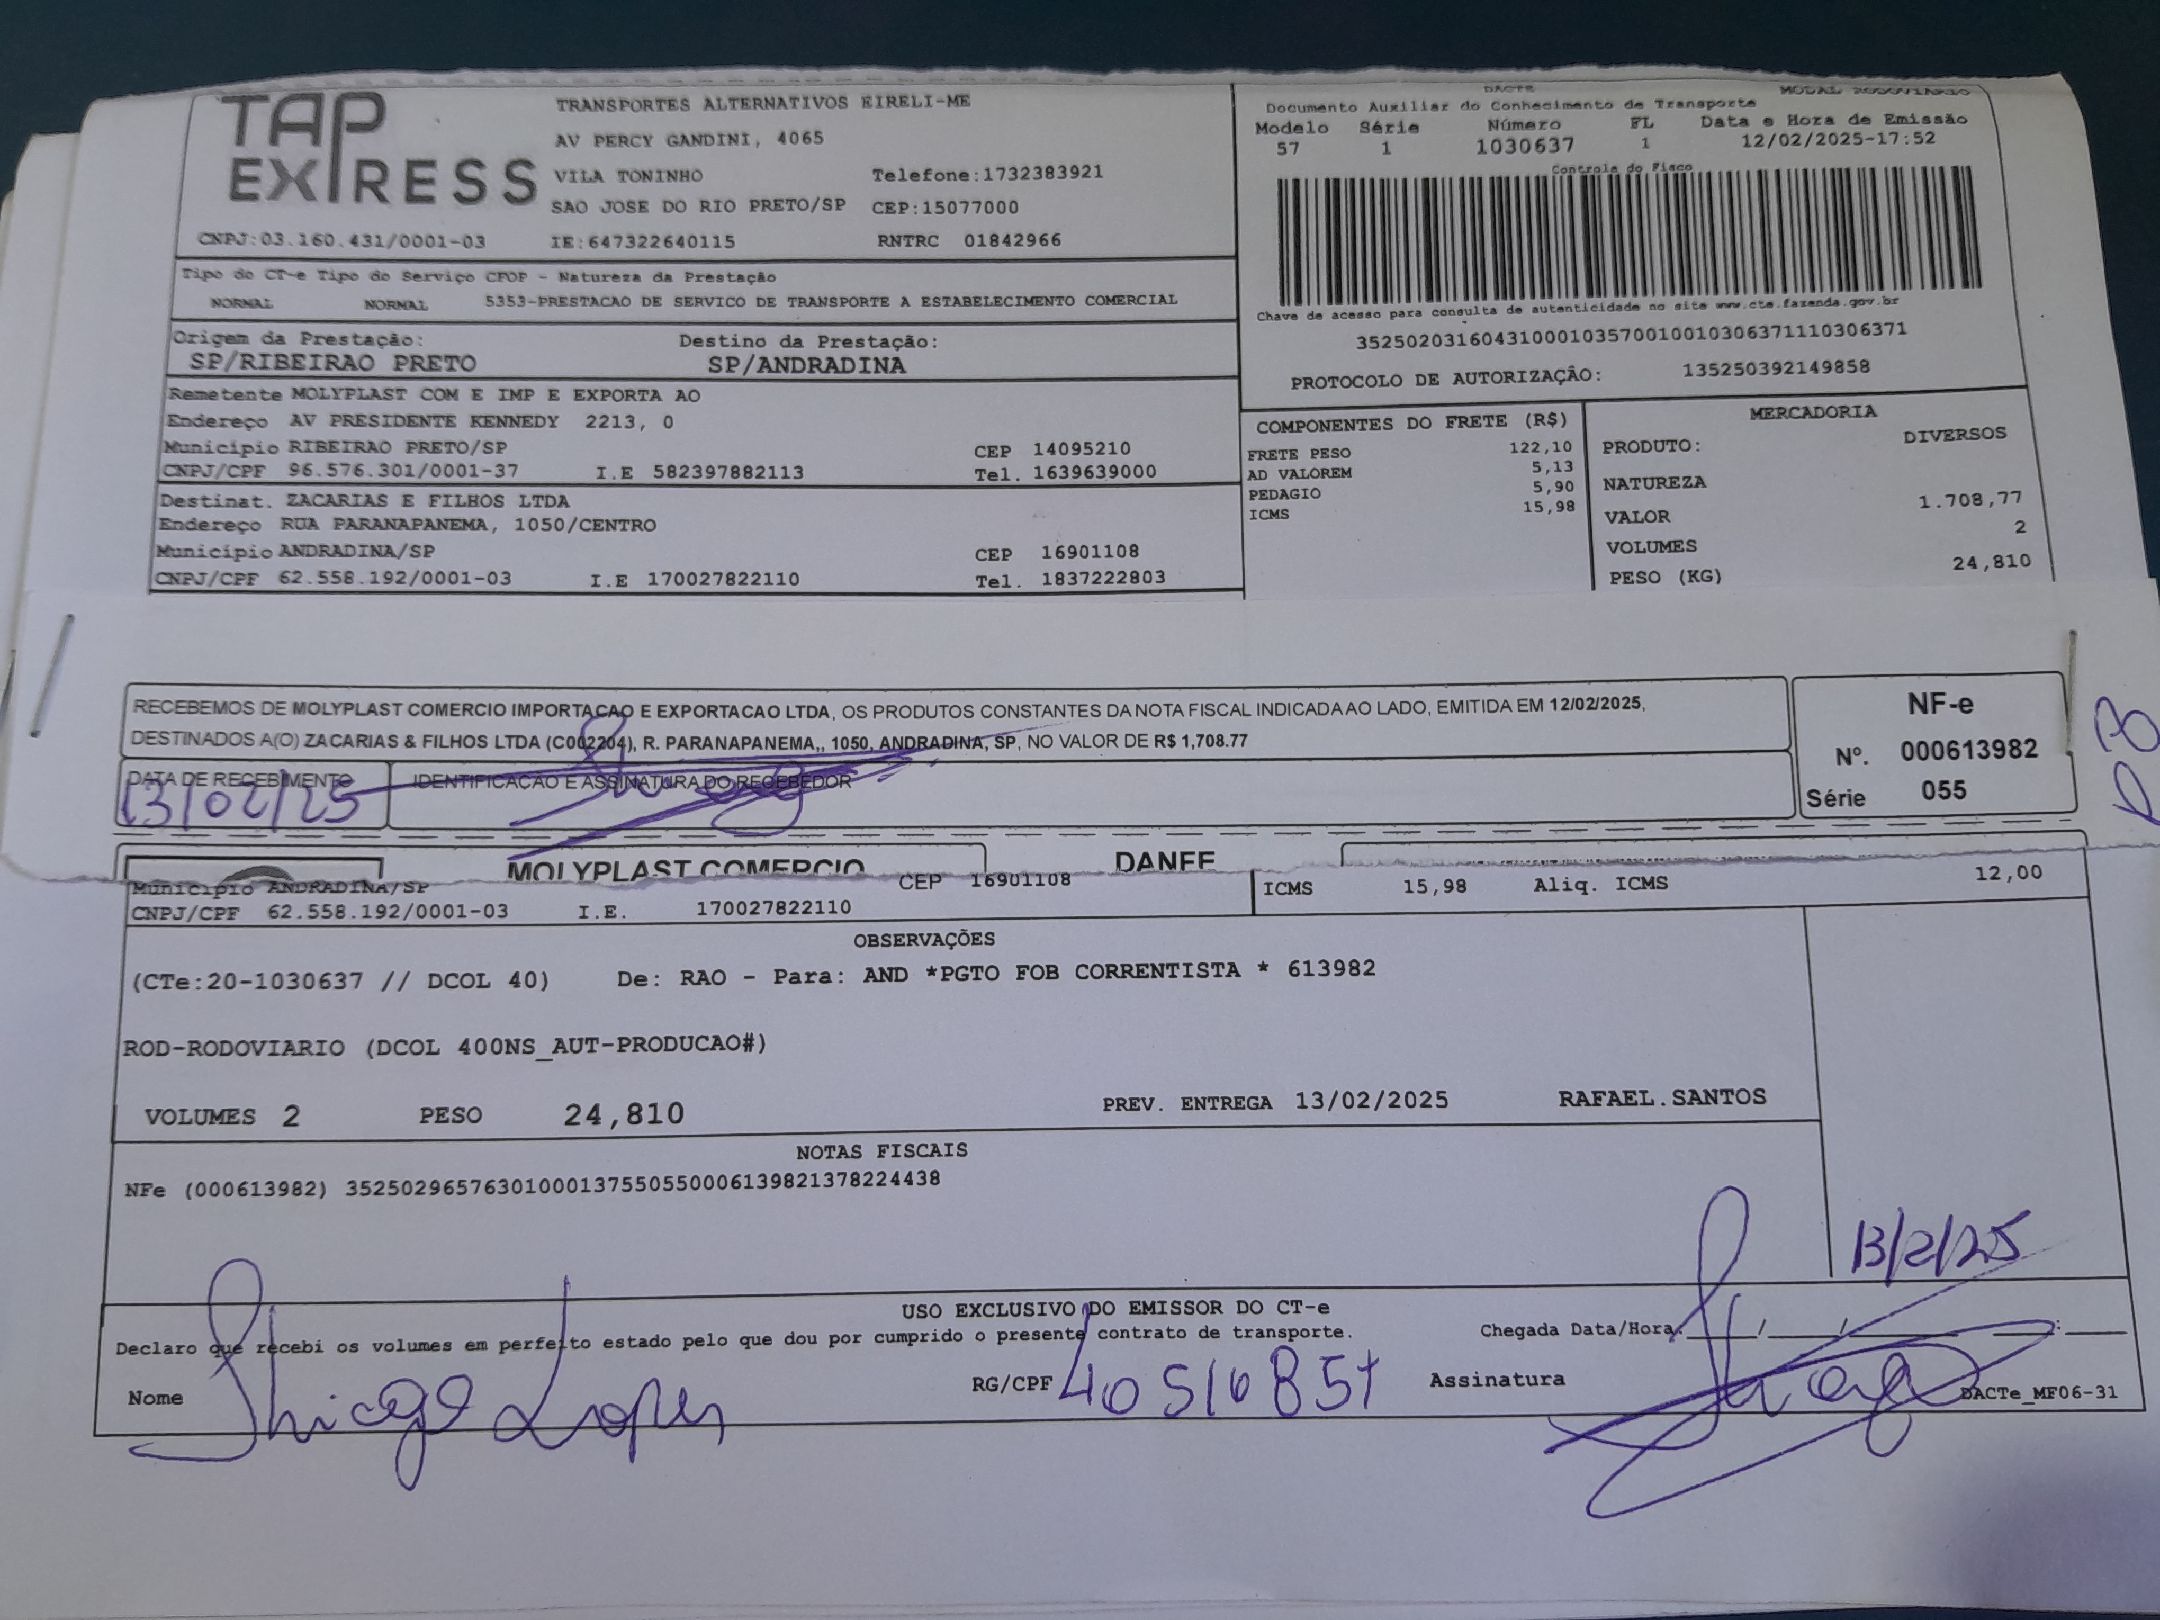 TAP EXPRESS
TRANSPORTES ALTERNATIVOS EIRELI-ME
AV PERCY GANDINI, 4065
VILA TONINHO Telefone:1732383921
SAO JOSE DO RIO PRETO/SP CEP:15077000
CNPJ:03.160.431/0001-03 IE:647322640115 RNTRC 01842966
Tipo do CT-e Tipo do Serviço CFOP - Natureza da Prestação
NORMAL NORMAL 5353-PRESTACAO DE SERVICO DE TRANSPORTE A ESTABELECIMENTO COMERCIAL
Origem da Prestação: Destino da Prestação:
SP/RIBEIRAO PRETO SP/ANDRADINA
Remetente MOLYPLAST COM E IMP E EXPORTA AO
Endereço AV PRESIDENTE KENNEDY 2213, 0
Município RIBEIRAO PRETO/SP CEP 14095210
CNPJ/CPF 96.576.301/0001-37 I.E 582397882113 Tel. 1639639000
Destinat. ZACARIAS E FILHOS LTDA
Endereço RUA PARANAPANEMA, 1050/CENTRO
Município ANDRADINA/SP CEP 16901108
CNPJ/CPF 62.558.192/0001-03 I.E 170027822110 Tel. 1837222803
DACTE MODAL RODOVIARIO
Documento Auxiliar do Conhecimento de Transporte
Modelo Série Número FL Data e Hora de Emissão
57 1 1030637 1 12/02/2025-17:52
Controle do Fisco
Chave de acesso para consulta de autenticidade no site www.cte.fazenda.gov.br
35250203160431000103570010010306371110306371
PROTOCOLO DE AUTORIZAÇÃO: 135250392149858
COMPONENTES DO FRETE (R$)
FRETE PESO 122,10
AD VALOREM 5,13
PEDAGIO 5,90
ICMS 15,98
MERCADORIA
PRODUTO: DIVERSOS
NATUREZA
VALOR 1.708,77
VOLUMES 2
PESO (KG) 24,810
RECEBEMOS DE MOLYPLAST COMERCIO IMPORTACAO E EXPORTACAO LTDA, OS PRODUTOS CONSTANTES DA NOTA FISCAL INDICADA AO LADO, EMITIDA EM 12/02/2025,
DESTINADOS A(O) ZACARIAS & FILHOS LTDA (C002204), R. PARANAPANEMA,, 1050, ANDRADINA, SP, NO VALOR DE R$ 1,708.77
DATA DE RECEBIMENTO IDENTIFICAÇÃO E ASSINATURA DO RECEBEDOR
13/02/25
NF-e
Nº. 000613982
Série 055
MOLYPLAST COMERCIO DANFE
Município ANDRADINA/SP CEP 16901108
CNPJ/CPF 62.558.192/0001-03 I.E. 170027822110
ICMS 15,98 Aliq. ICMS 12,00
OBSERVAÇÕES
(CTe:20-1030637 // DCOL 40) De: RAO - Para: AND *PGTO FOB CORRENTISTA * 613982
ROD-RODOVIARIO (DCOL 400NS_AUT-PRODUCAO#)
VOLUMES 2 PESO 24,810 PREV. ENTREGA 13/02/2025 RAFAEL.SANTOS
NOTAS FISCAIS
NFe (000613982) 35250296576301000137550550006139821378224438
13/2/25
USO EXCLUSIVO DO EMISSOR DO CT-e
Declaro que recebi os volumes em perfeito estado pelo que dou por cumprido o presente contrato de transporte. Chegada Data/Hora. ___/___/___ ___:___
Nome Thiago Lopes RG/CPF Assinatura Thiago
DACTe_MF06-31